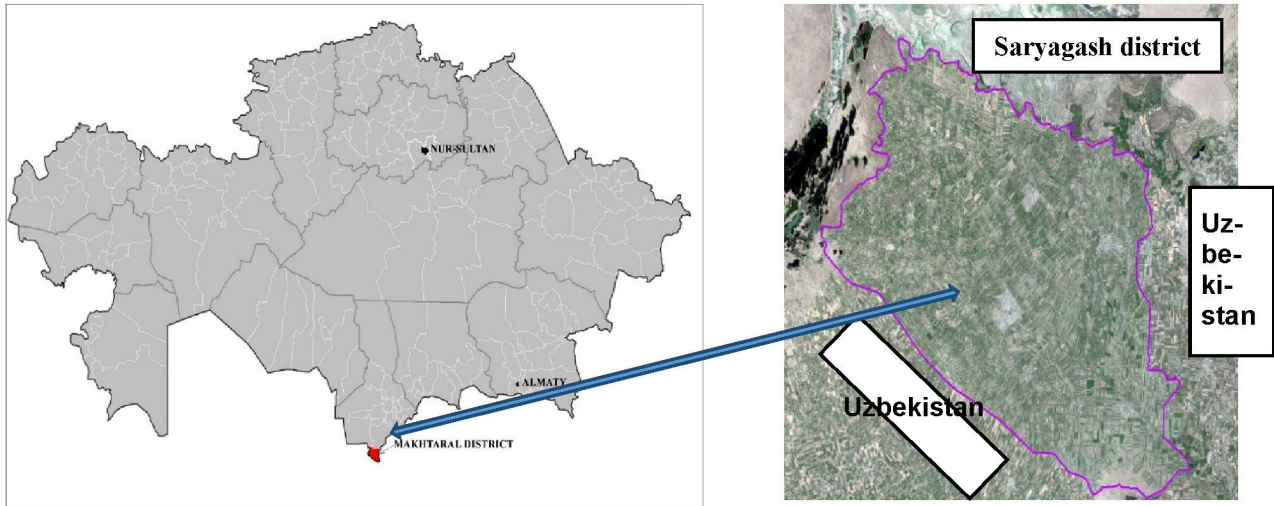 NUR-SULTAN
ALMATY
MAKHTARAL DISTRICT
Saryagash district
Uz-
be-
ki-
stan
Uzbekistan